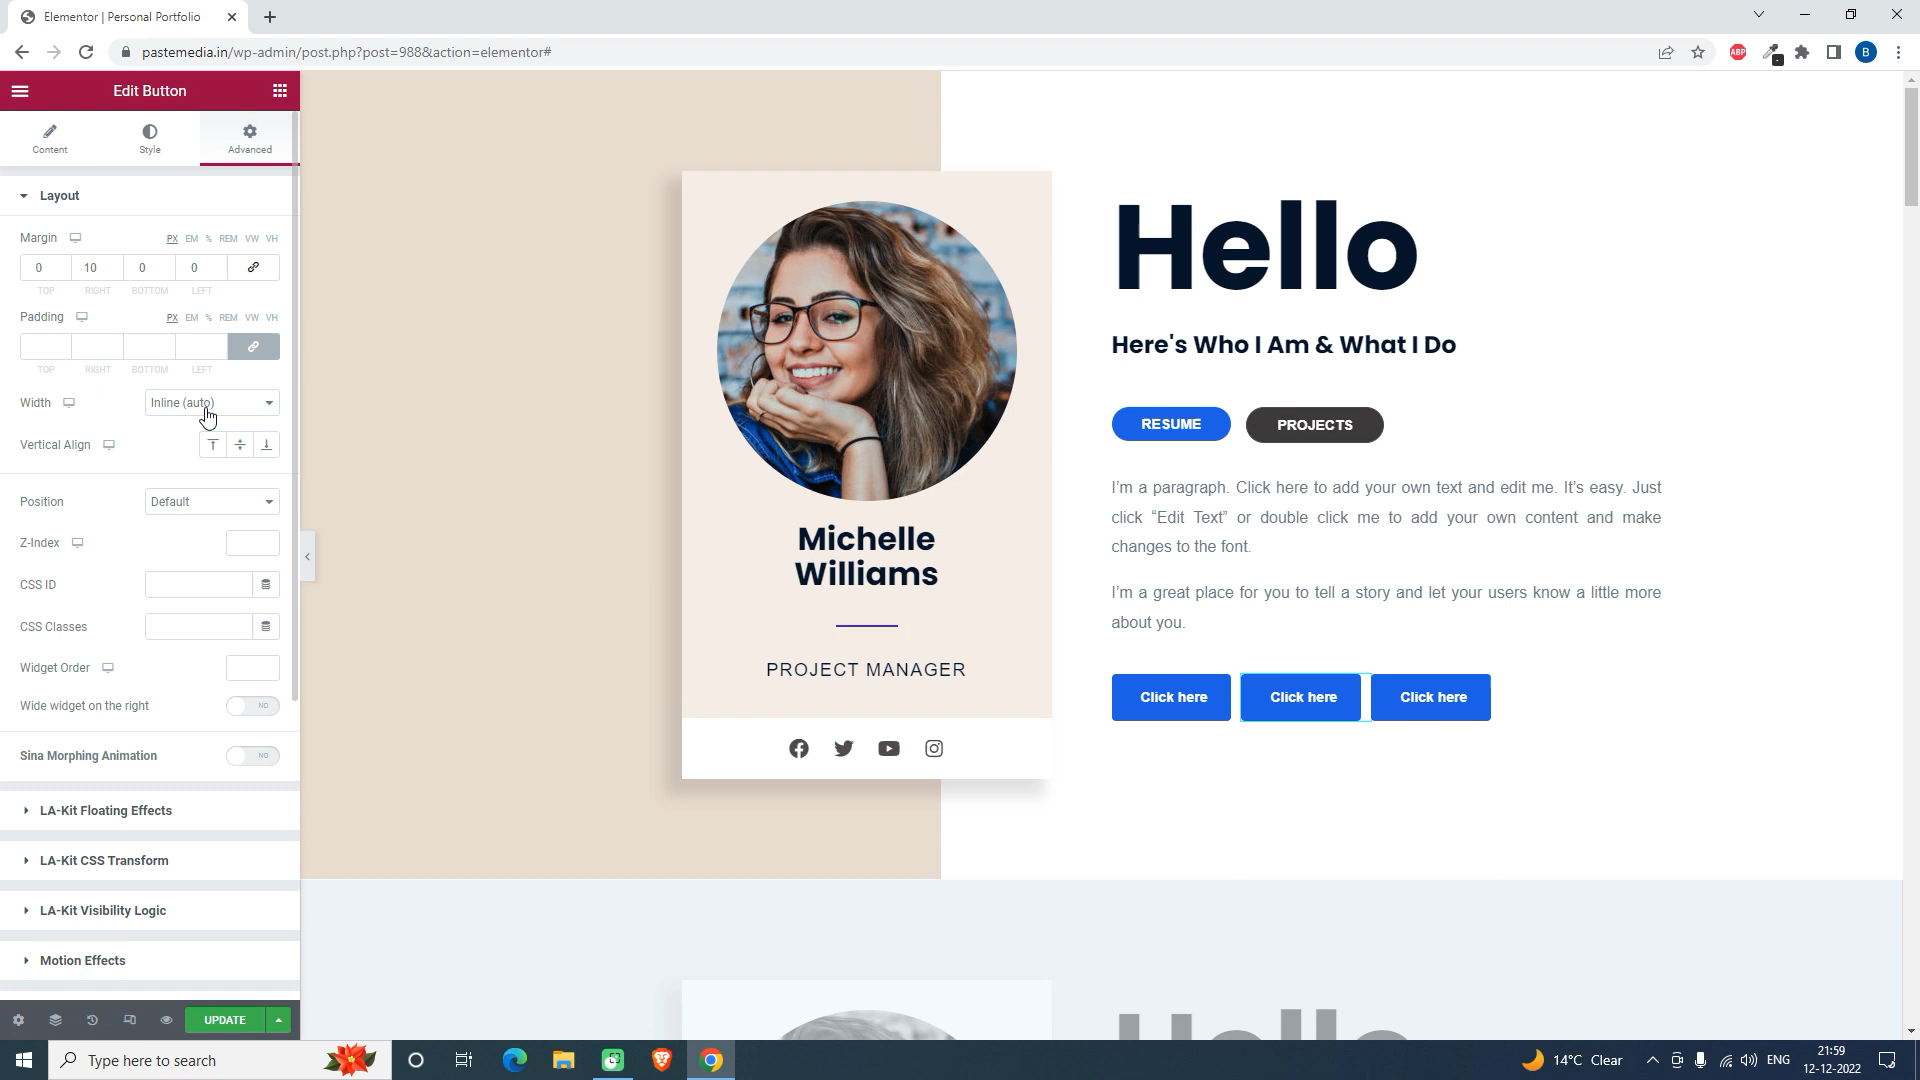 Elementor | Personal Portfolio
pastemedia.in/wp-admin/post.php?post=988&action=elementor#
ABP
B
Edit Button
Content
Style
Advanced
Layout
Margin
PX EM % REM VW VH
0 10 0 0
TOP RIGHT BOTTOM LEFT
Padding
PX EM % REM VW VH
TOP RIGHT BOTTOM LEFT
Width
Inline (auto)
Vertical Align
Position
Default
Z-Index
CSS ID
CSS Classes
Widget Order
Wide widget on the right
NO
Sina Morphing Animation
NO
LA-Kit Floating Effects
LA-Kit CSS Transform
LA-Kit Visibility Logic
Motion Effects
UPDATE
Michelle
Williams
PROJECT MANAGER
Hello
Here's Who I Am & What I Do
RESUME
PROJECTS
I’m a paragraph. Click here to add your own text and edit me. It’s easy. Just
click “Edit Text” or double click me to add your own content and make
changes to the font.
I’m a great place for you to tell a story and let your users know a little more
about you.
Click here
Click here
Click here
Hello
Type here to search
14°C Clear
ENG
21:59
12-12-2022